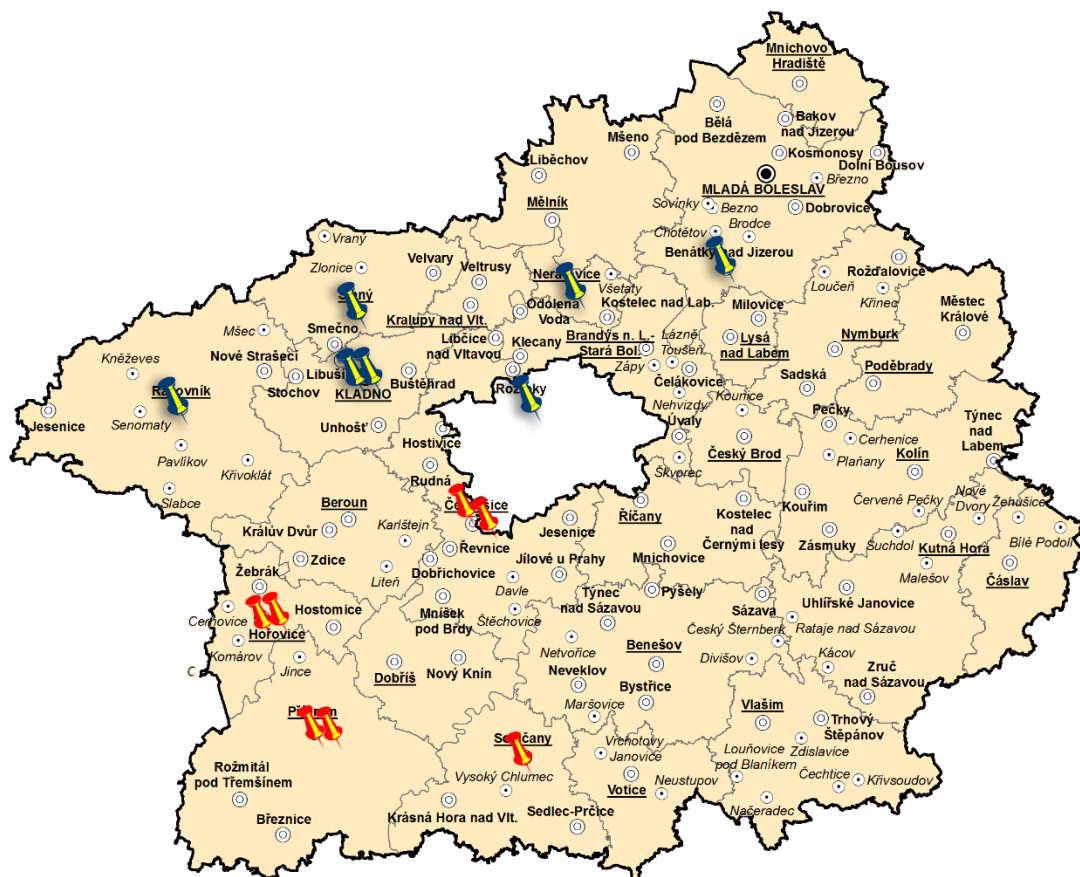 Mnichovo
Hradiště
Bělá
pod Bezdězem
Bakov
nad Jizerou
Mšeno
Kosmonosy
Dolní Bousov
Liběchov
Březno
MLADÁ BOLESLAV
Mělník
Sovínky
Bezno
Dobrovice
Chotětov
Brodce
Vraný
Benátky nad Jizerou
Zlonice
Velvary
Veltrusy
Všetaty
Rožďalovice
Loučeň
Křinec
Kostelec nad Lab.
Odolena
Voda
Milovice
Městec
Králové
Kralupy nad Vlt.
Mšec
Smečno
Libčice
nad Vltavou
Brandýs n. L.-
Stará Bol.
Lázně
Toušeň
Lysá
nad Labem
Nymburk
Kněževes
Nové Strašecí
Klecany
Zápy
Poděbrady
Stochov
KLADNO
Buštěhrad
Čelákovice
Sadská
Nehvizdy
Kounice
Jesenice
Senomaty
Unhošť
Úvaly
Pečky
Týnec
nad
Labem
Hostivice
Cerhenice
Pavlíkov
Český Brod
Plaňany
Kolín
Křivoklát
Škvorec
Rudná
Slabce
Beroun
Říčany
Kostelec
nad
Černými lesy
Kouřim
Červené Pečky
Nové
Dvory
Žehušice
Karlštejn
Králův Dvůr
Jesenice
Zásmuky
Suchdol
Kutná Hora
Bílé Podolí
Zdice
Řevnice
Jílové u Prahy
Mnichovice
Malešov
Čáslav
Žebrák
Liteň
Dobřichovice
Davle
Týnec
nad Sázavou
Pyšely
Sázava
Uhlířské Janovice
Hostomice
Mníšek
pod Brdy
Štěchovice
Český Šternberk
Rataje nad Sázavou
Hořovice
Netvořice
Benešov
Divišov
Kácov
Komárov
Jince
Dobříš
Nový Knín
Neveklov
Bystřice
Zruč
nad Sázavou
Maršovice
Vlašim
Trhový
Štěpánov
Vrchotovy
Janovice
Louňovice
pod Blaníkem
Zdislavice
Rožmitál
pod Třemšínem
Vysoký Chlumec
Votice
Neustupov
Čechtice
Křivsoudov
Březnice
Krásná Hora nad Vlt.
Sedlec-Prčice
Načeradec